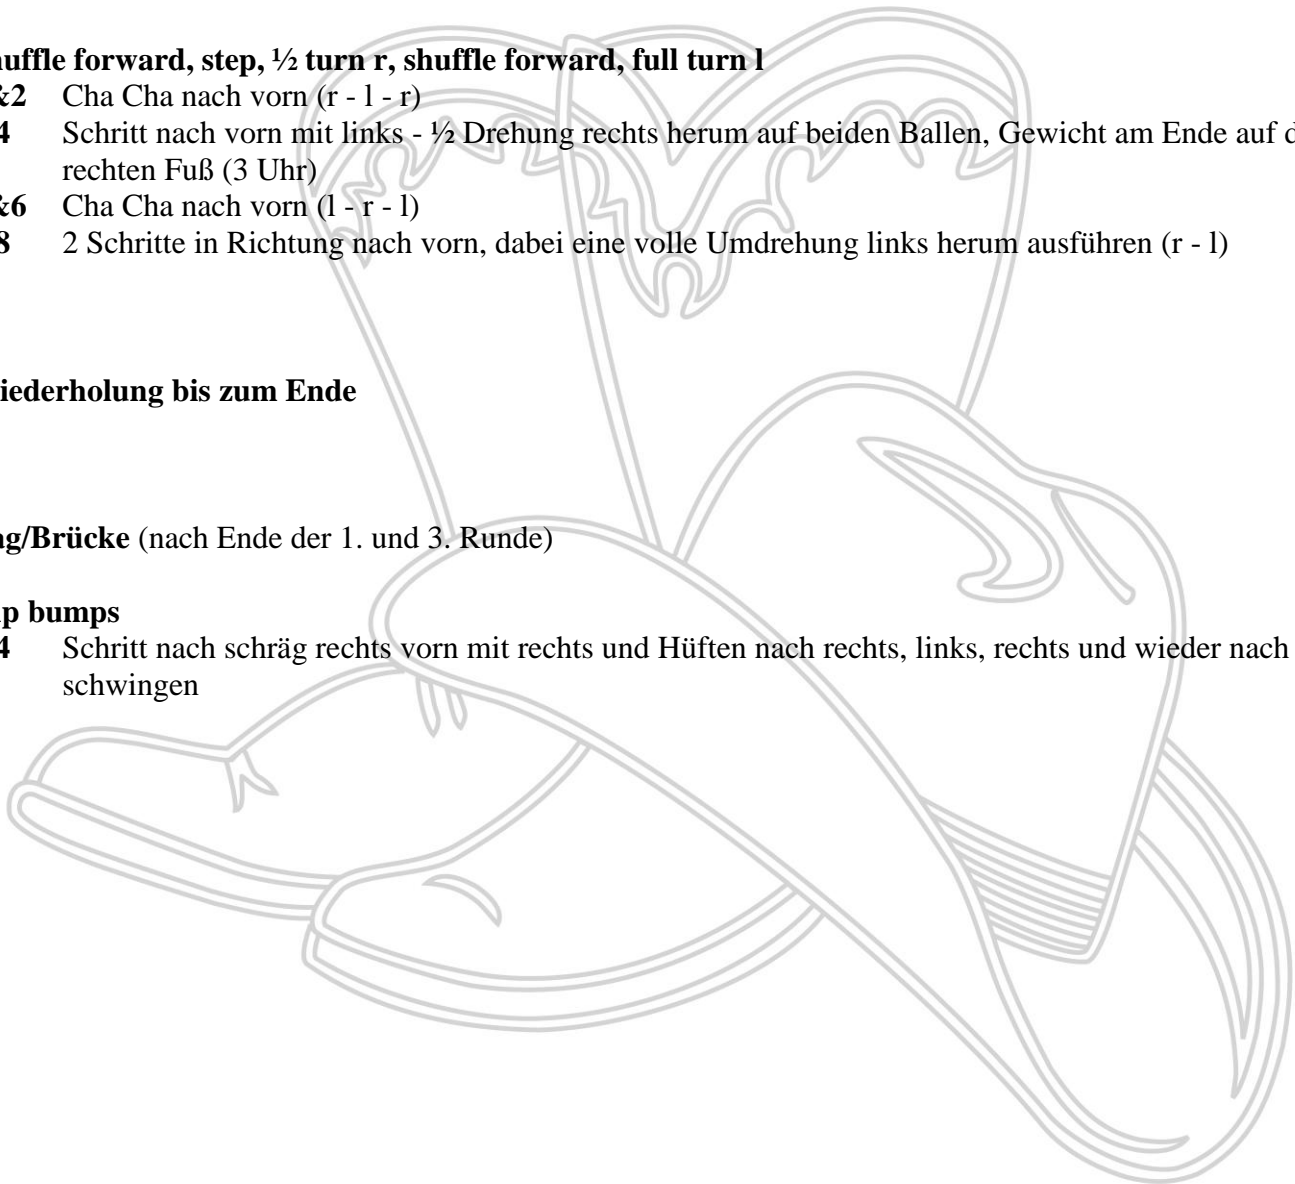 uffle forward, step, ½ turn r, shuffle forward, full turn l
&2 Cha Cha nach vorn (r - l - r)
4 Schritt nach vorn mit links - ½ Drehung rechts herum auf beiden Ballen, Gewicht am Ende auf d
rechten Fuß (3 Uhr)
&6 Cha Cha nach vorn (l - r - l)
8 2 Schritte in Richtung nach vorn, dabei eine volle Umdrehung links herum ausführen (r - l)
iederholung bis zum Ende
ag/Brücke (nach Ende der 1. und 3. Runde)
ip bumps
4 Schritt nach schräg rechts vorn mit rechts und Hüften nach rechts, links, rechts und wieder nach
schwingen